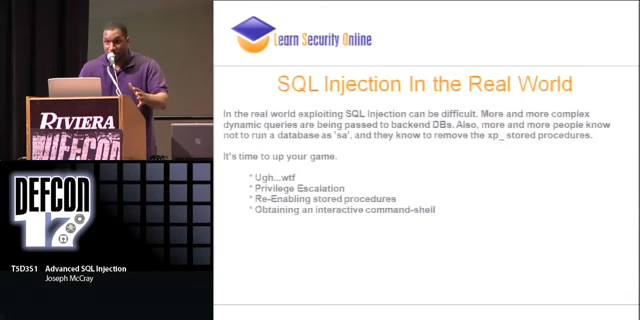 Learn Security Online
SQL Injection In the Real World
In the real world exploiting SQL Injection can be difficult. More and more complex
dynamic queries are being passed to backend DBs. Also, more and more people know
not to run a database as 'sa', and they know to remove the xp_ stored procedures.
It's time to up your game.
* Ugh...wtf
* Privilege Escalation
* Re-Enabling stored procedures
* Obtaining an interactive command-shell
RIVIERA
DEFCON
DEFCON
17
T5D3S1 Advanced SQL Injection
Joseph McCray